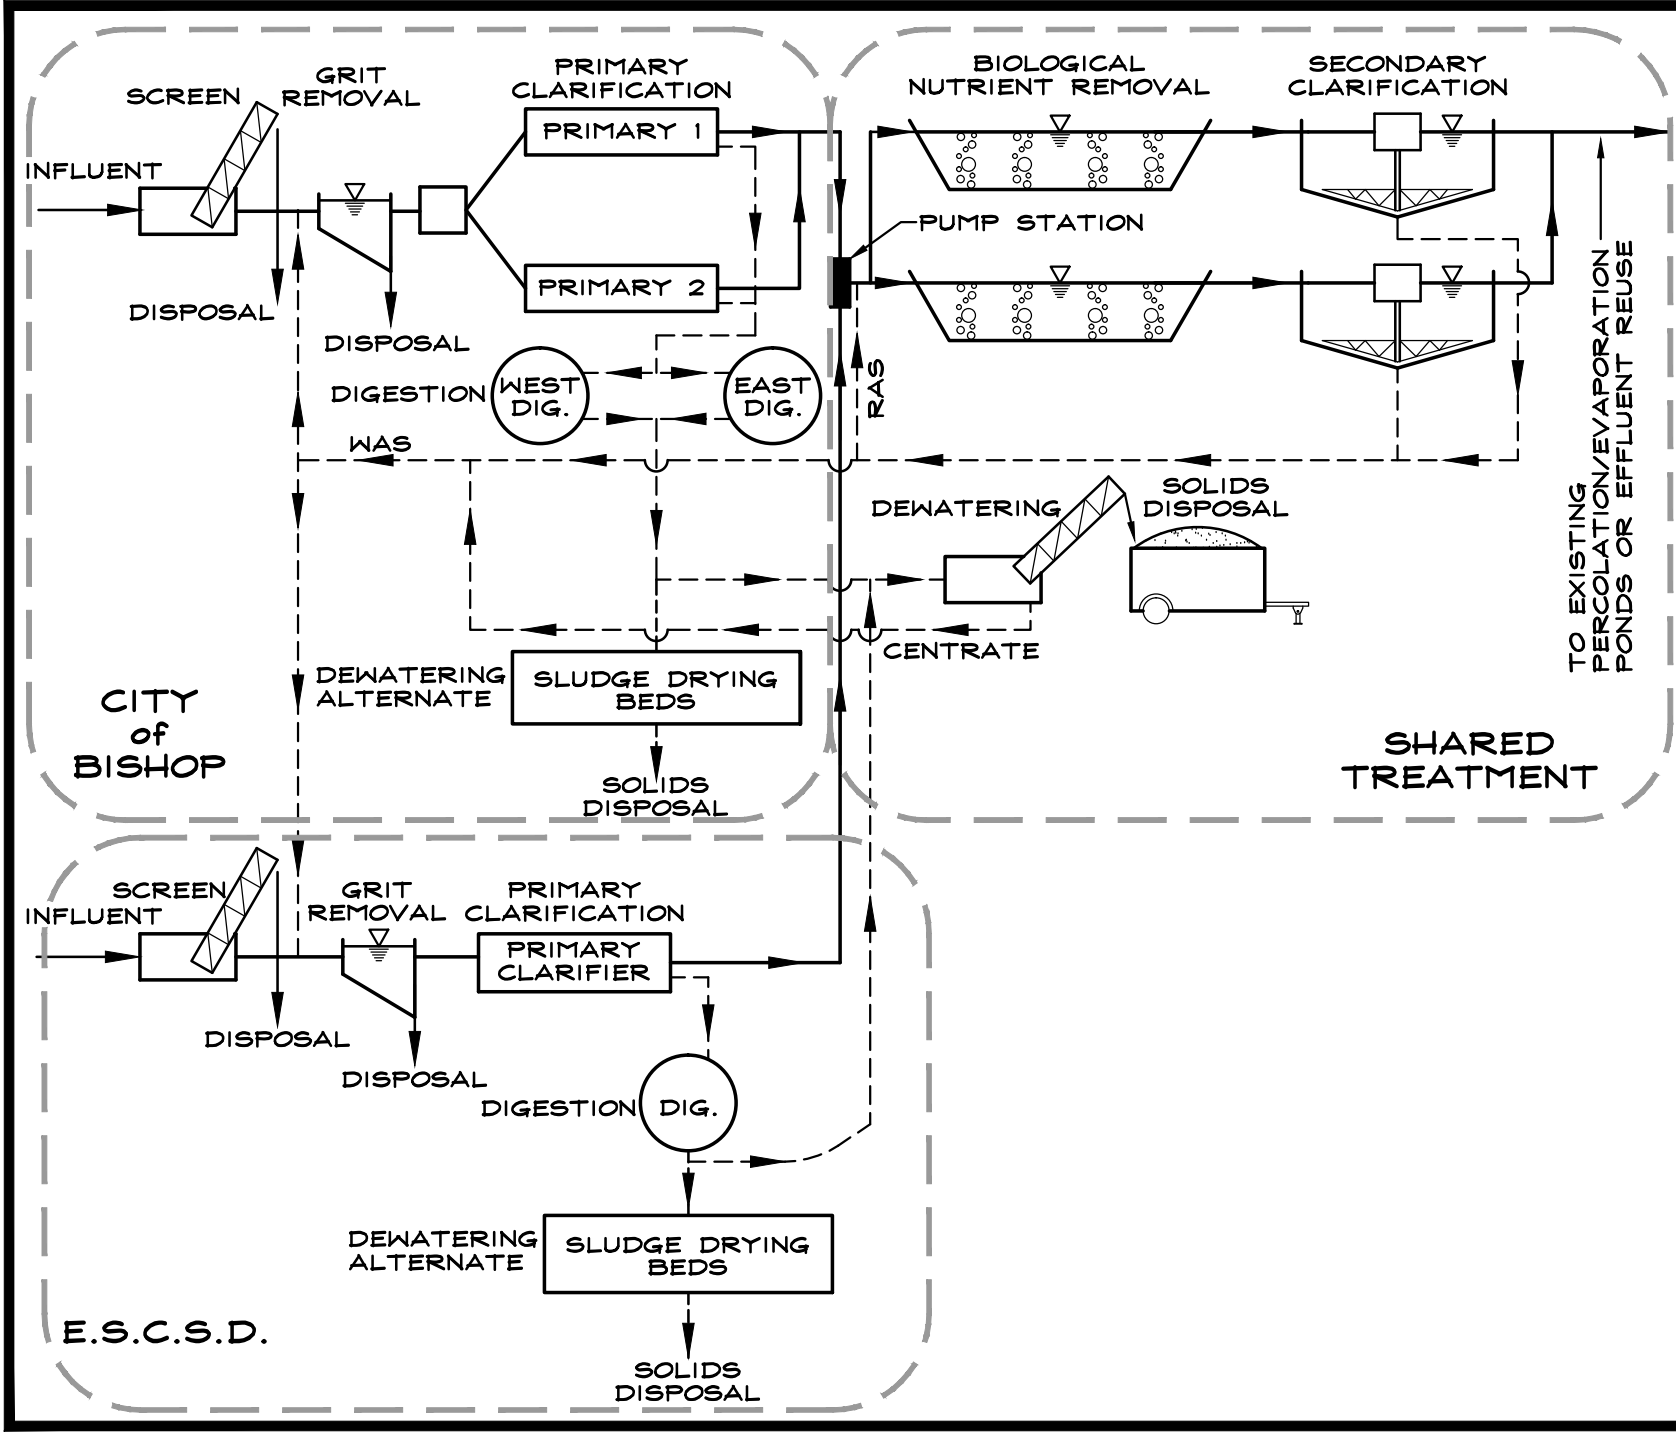 SCREEN
GRIT
REMOVAL
PRIMARY
CLARIFICATION
PRIMARY 1
PRIMARY 2
INFLUENT
DISPOSAL
DISPOSAL
DIGESTION
WEST
DIG.
EAST
DIG.
WAS
DEWATERING
ALTERNATE
SLUDGE DRYING
BEDS
SOLIDS
DISPOSAL
CITY
of
BISHOP
BIOLOGICAL
NUTRIENT REMOVAL
SECONDARY
CLARIFICATION
PUMP STATION
RAS
DEWATERING
SOLIDS
DISPOSAL
CENTRATE
TO EXISTING
PERCOLATION/EVAPORATION
PONDS OR EFFLUENT REUSE
SHARED
TREATMENT
SCREEN
INFLUENT
GRIT
REMOVAL
PRIMARY
CLARIFICATION
PRIMARY
CLARIFIER
DISPOSAL
DISPOSAL
DIGESTION
DIG.
DEWATERING
ALTERNATE
SLUDGE DRYING
BEDS
SOLIDS
DISPOSAL
E.S.C.S.D.